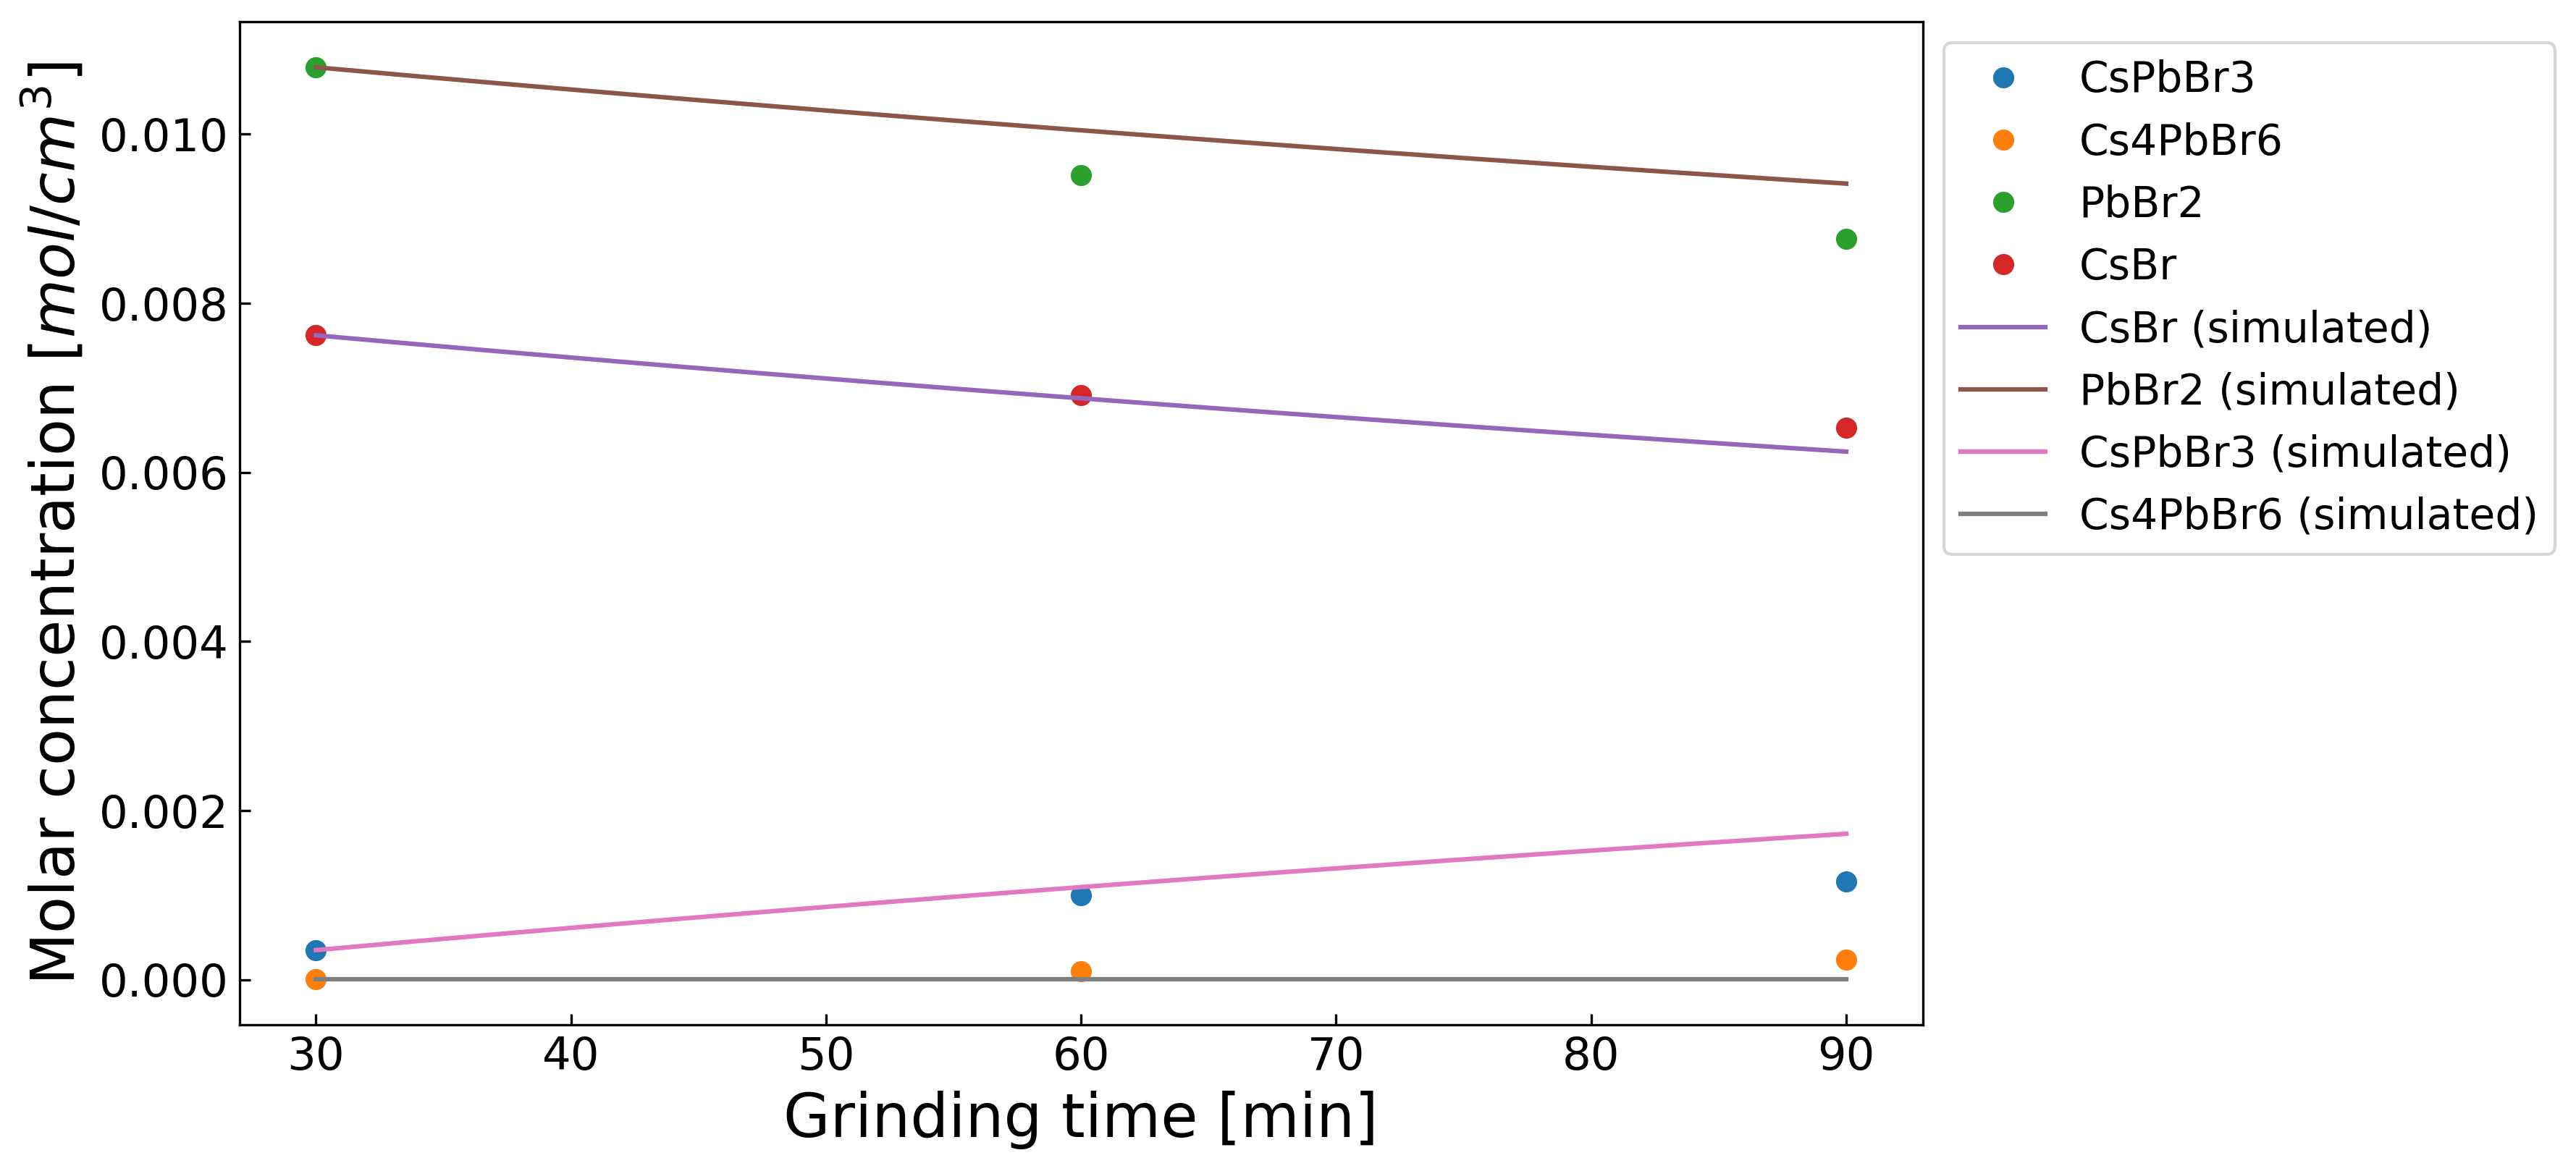 Molar concentration [mol/cm³]
0.010
0.008
0.006
0.004
0.002
0.000
30 40 50 60 70 80 90
Grinding time [min]
CsPbBr3
Cs4PbBr6
PbBr2
CsBr
CsBr (simulated)
PbBr2 (simulated)
CsPbBr3 (simulated)
Cs4PbBr6 (simulated)